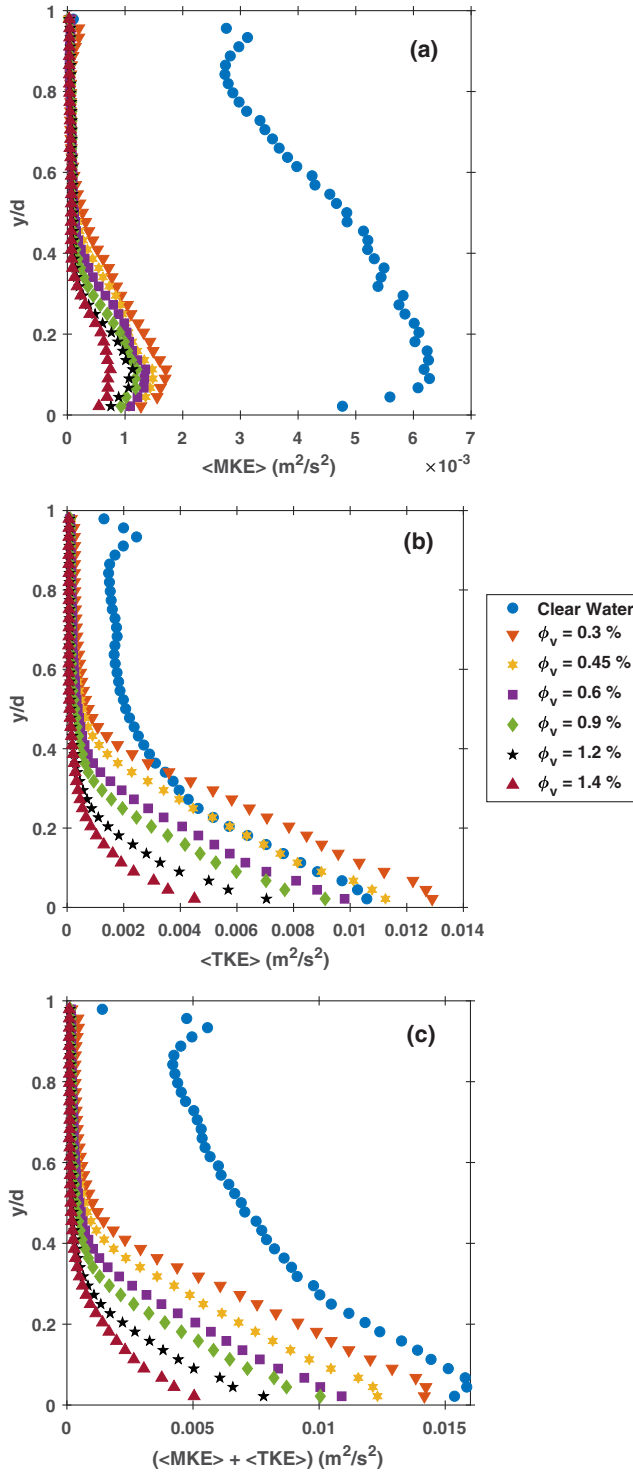 1
(a)
0.8
0.6
y/d
0.4
0.2
0
0 1 2 3 4 5 6 7
<MKE> (m²/s²) ×10⁻³
1
(b)
0.8
0.6
y/d
0.4
0.2
0
0 0.002 0.004 0.006 0.008 0.01 0.012 0.014
<TKE> (m²/s²)
Clear Water
ϕᵥ = 0.3 %
ϕᵥ = 0.45 %
ϕᵥ = 0.6 %
ϕᵥ = 0.9 %
ϕᵥ = 1.2 %
ϕᵥ = 1.4 %
1
(c)
0.8
0.6
y/d
0.4
0.2
0
0 0.005 0.01 0.015
(<MKE> + <TKE>) (m²/s²)